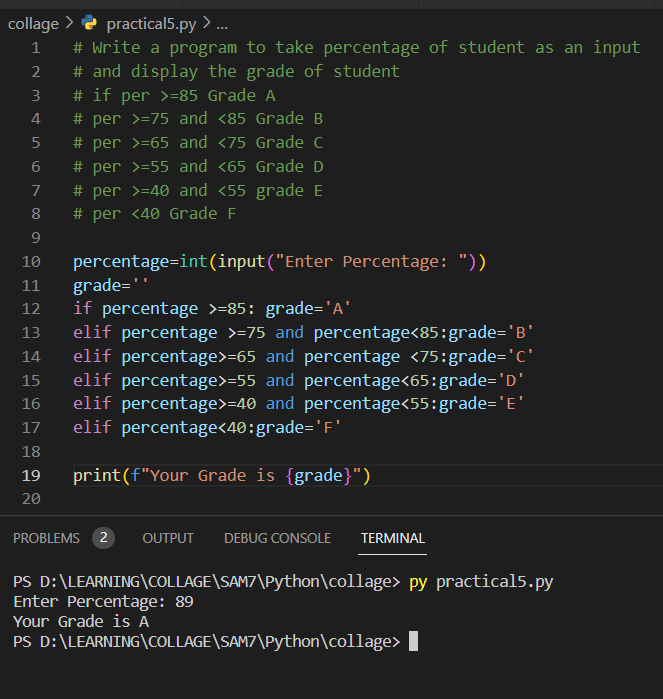 collage > practical5.py > ...
1 # Write a program to take percentage of student as an input
2 # and display the grade of student
3 # if per >=85 Grade A
4 # per >=75 and <85 Grade B
5 # per >=65 and <75 Grade C
6 # per >=55 and <65 Grade D
7 # per >=40 and <55 grade E
8 # per <40 Grade F
9
10 percentage=int(input("Enter Percentage: "))
11 grade=''
12 if percentage >=85: grade='A'
13 elif percentage >=75 and percentage<85:grade='B'
14 elif percentage>=65 and percentage <75:grade='C'
15 elif percentage>=55 and percentage<65:grade='D'
16 elif percentage>=40 and percentage<55:grade='E'
17 elif percentage<40:grade='F'
18
19 print(f"Your Grade is {grade}")
20
PROBLEMS 2 OUTPUT DEBUG CONSOLE TERMINAL
PS D:\LEARNING\COLLAGE\SAM7\Python\collage> py practical5.py
Enter Percentage: 89
Your Grade is A
PS D:\LEARNING\COLLAGE\SAM7\Python\collage>